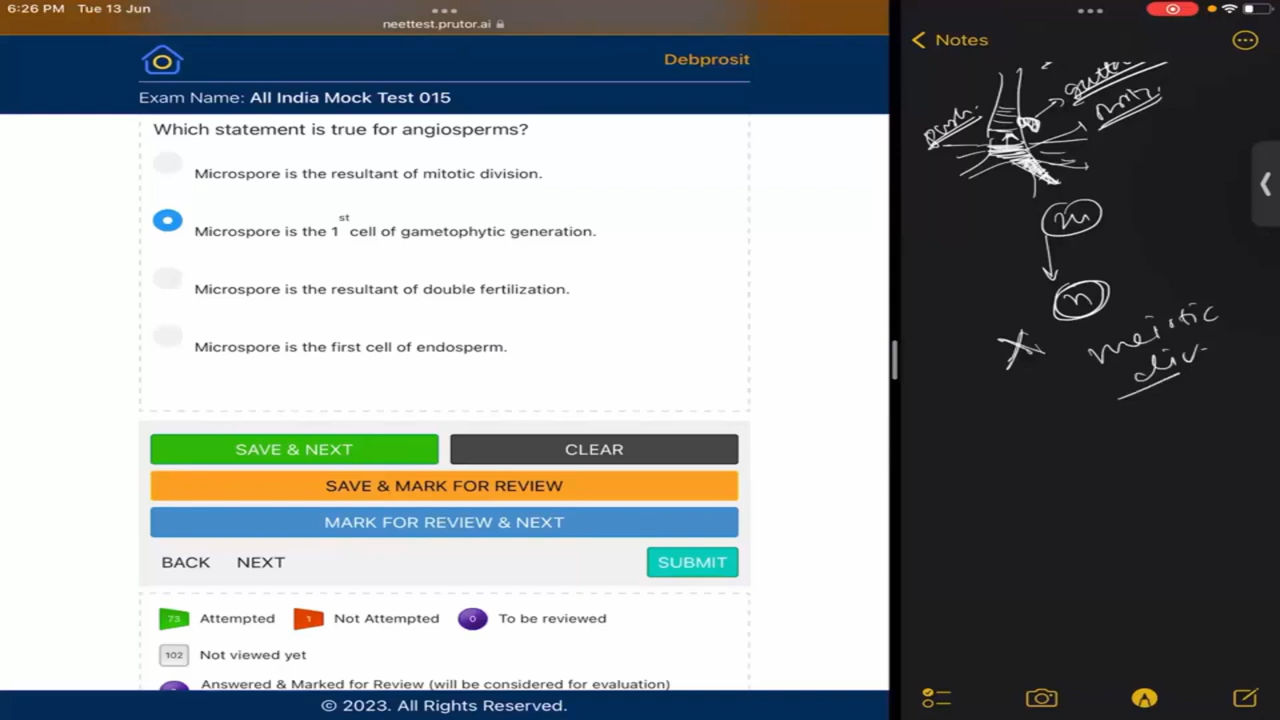 6:26 PM Tue 13 Jun
neettest.prutor.ai
Debprosit
Exam Name: All India Mock Test 015
Which statement is true for angiosperms?
Microspore is the resultant of mitotic division.
Microspore is the 1st cell of gametophytic generation.
Microspore is the resultant of double fertilization.
Microspore is the first cell of endosperm.
SAVE & NEXT
CLEAR
SAVE & MARK FOR REVIEW
MARK FOR REVIEW & NEXT
BACK
NEXT
SUBMIT
73 Attempted
1 Not Attempted
0 To be reviewed
102 Not viewed yet
Answered & Marked for Review (will be considered for evaluation)
© 2023. All Rights Reserved.
Notes
push.
2n
n
meiotic
div